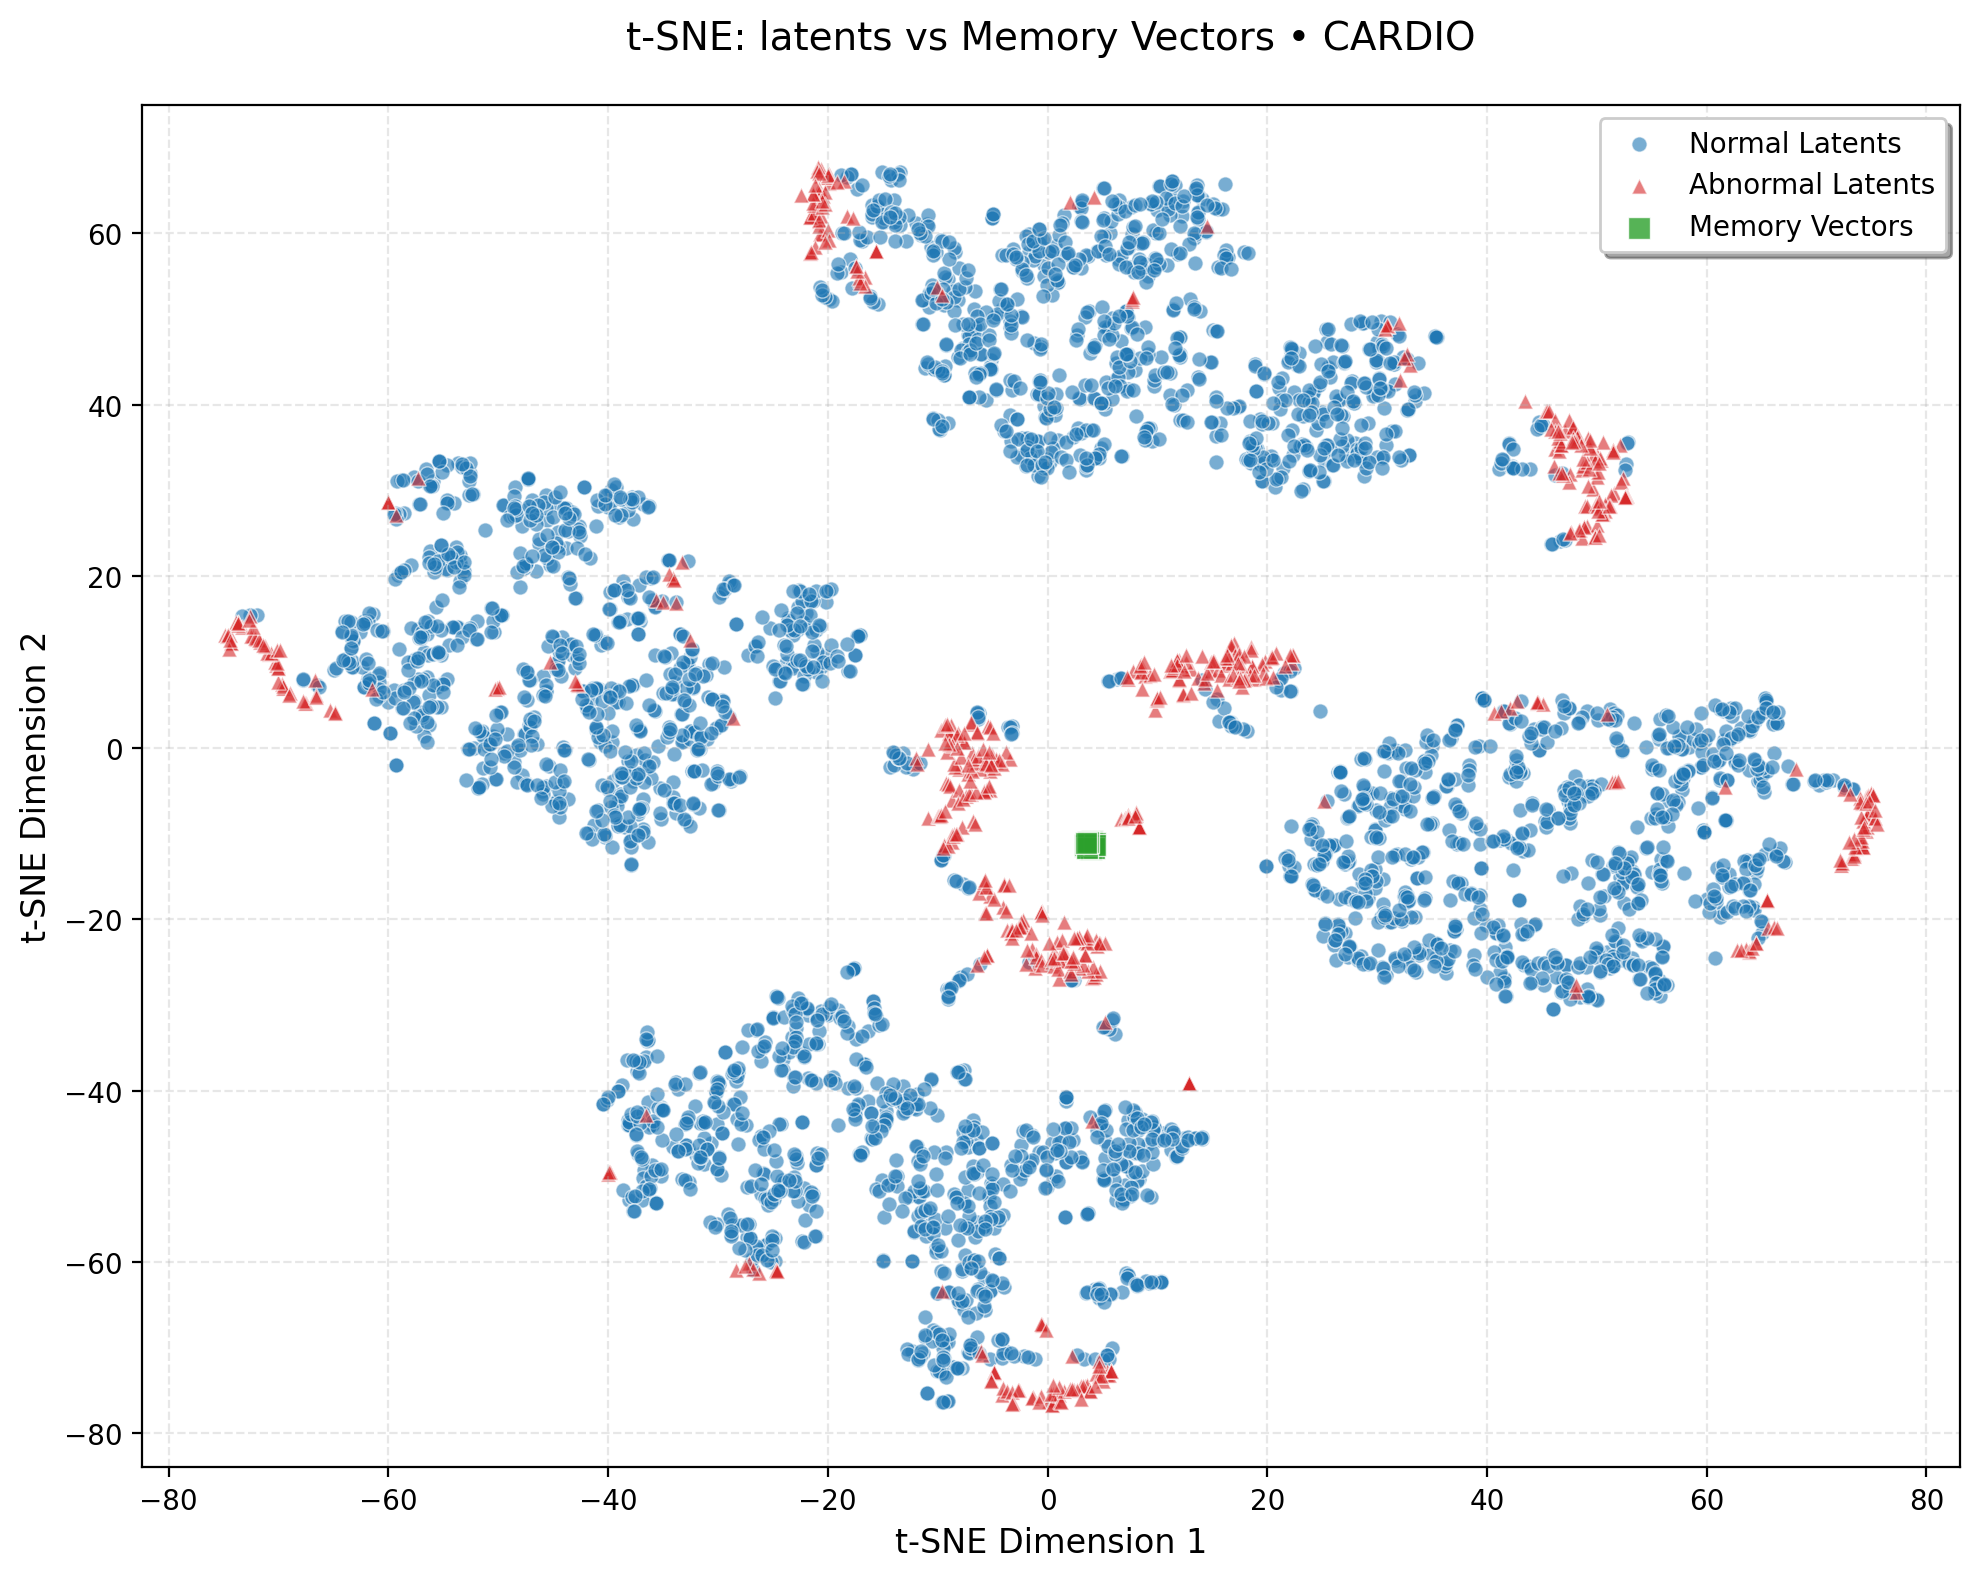 t-SNE: latents vs Memory Vectors • CARDIO
Normal Latents
Abnormal Latents
Memory Vectors
t-SNE Dimension 2
60
40
20
0
−20
−40
−60
−80
−80 −60 −40 −20 0 20 40 60 80
t-SNE Dimension 1